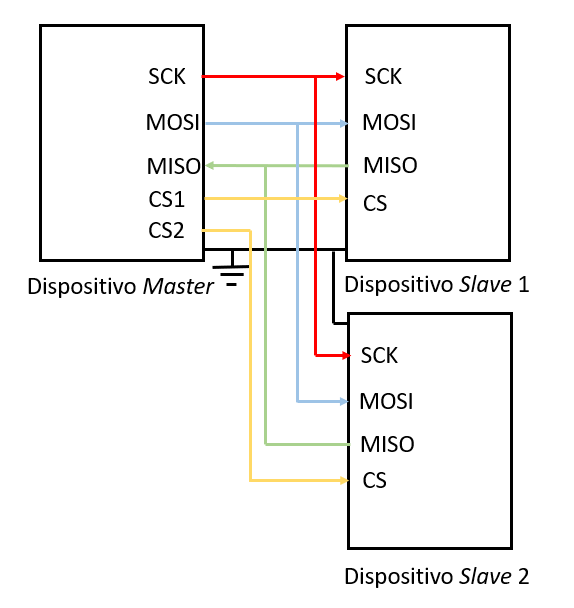 SCK
MOSI
MISO
CS1
CS2
Dispositivo Master
SCK
MOSI
MISO
CS
Dispositivo Slave 1
SCK
MOSI
MISO
CS
Dispositivo Slave 2